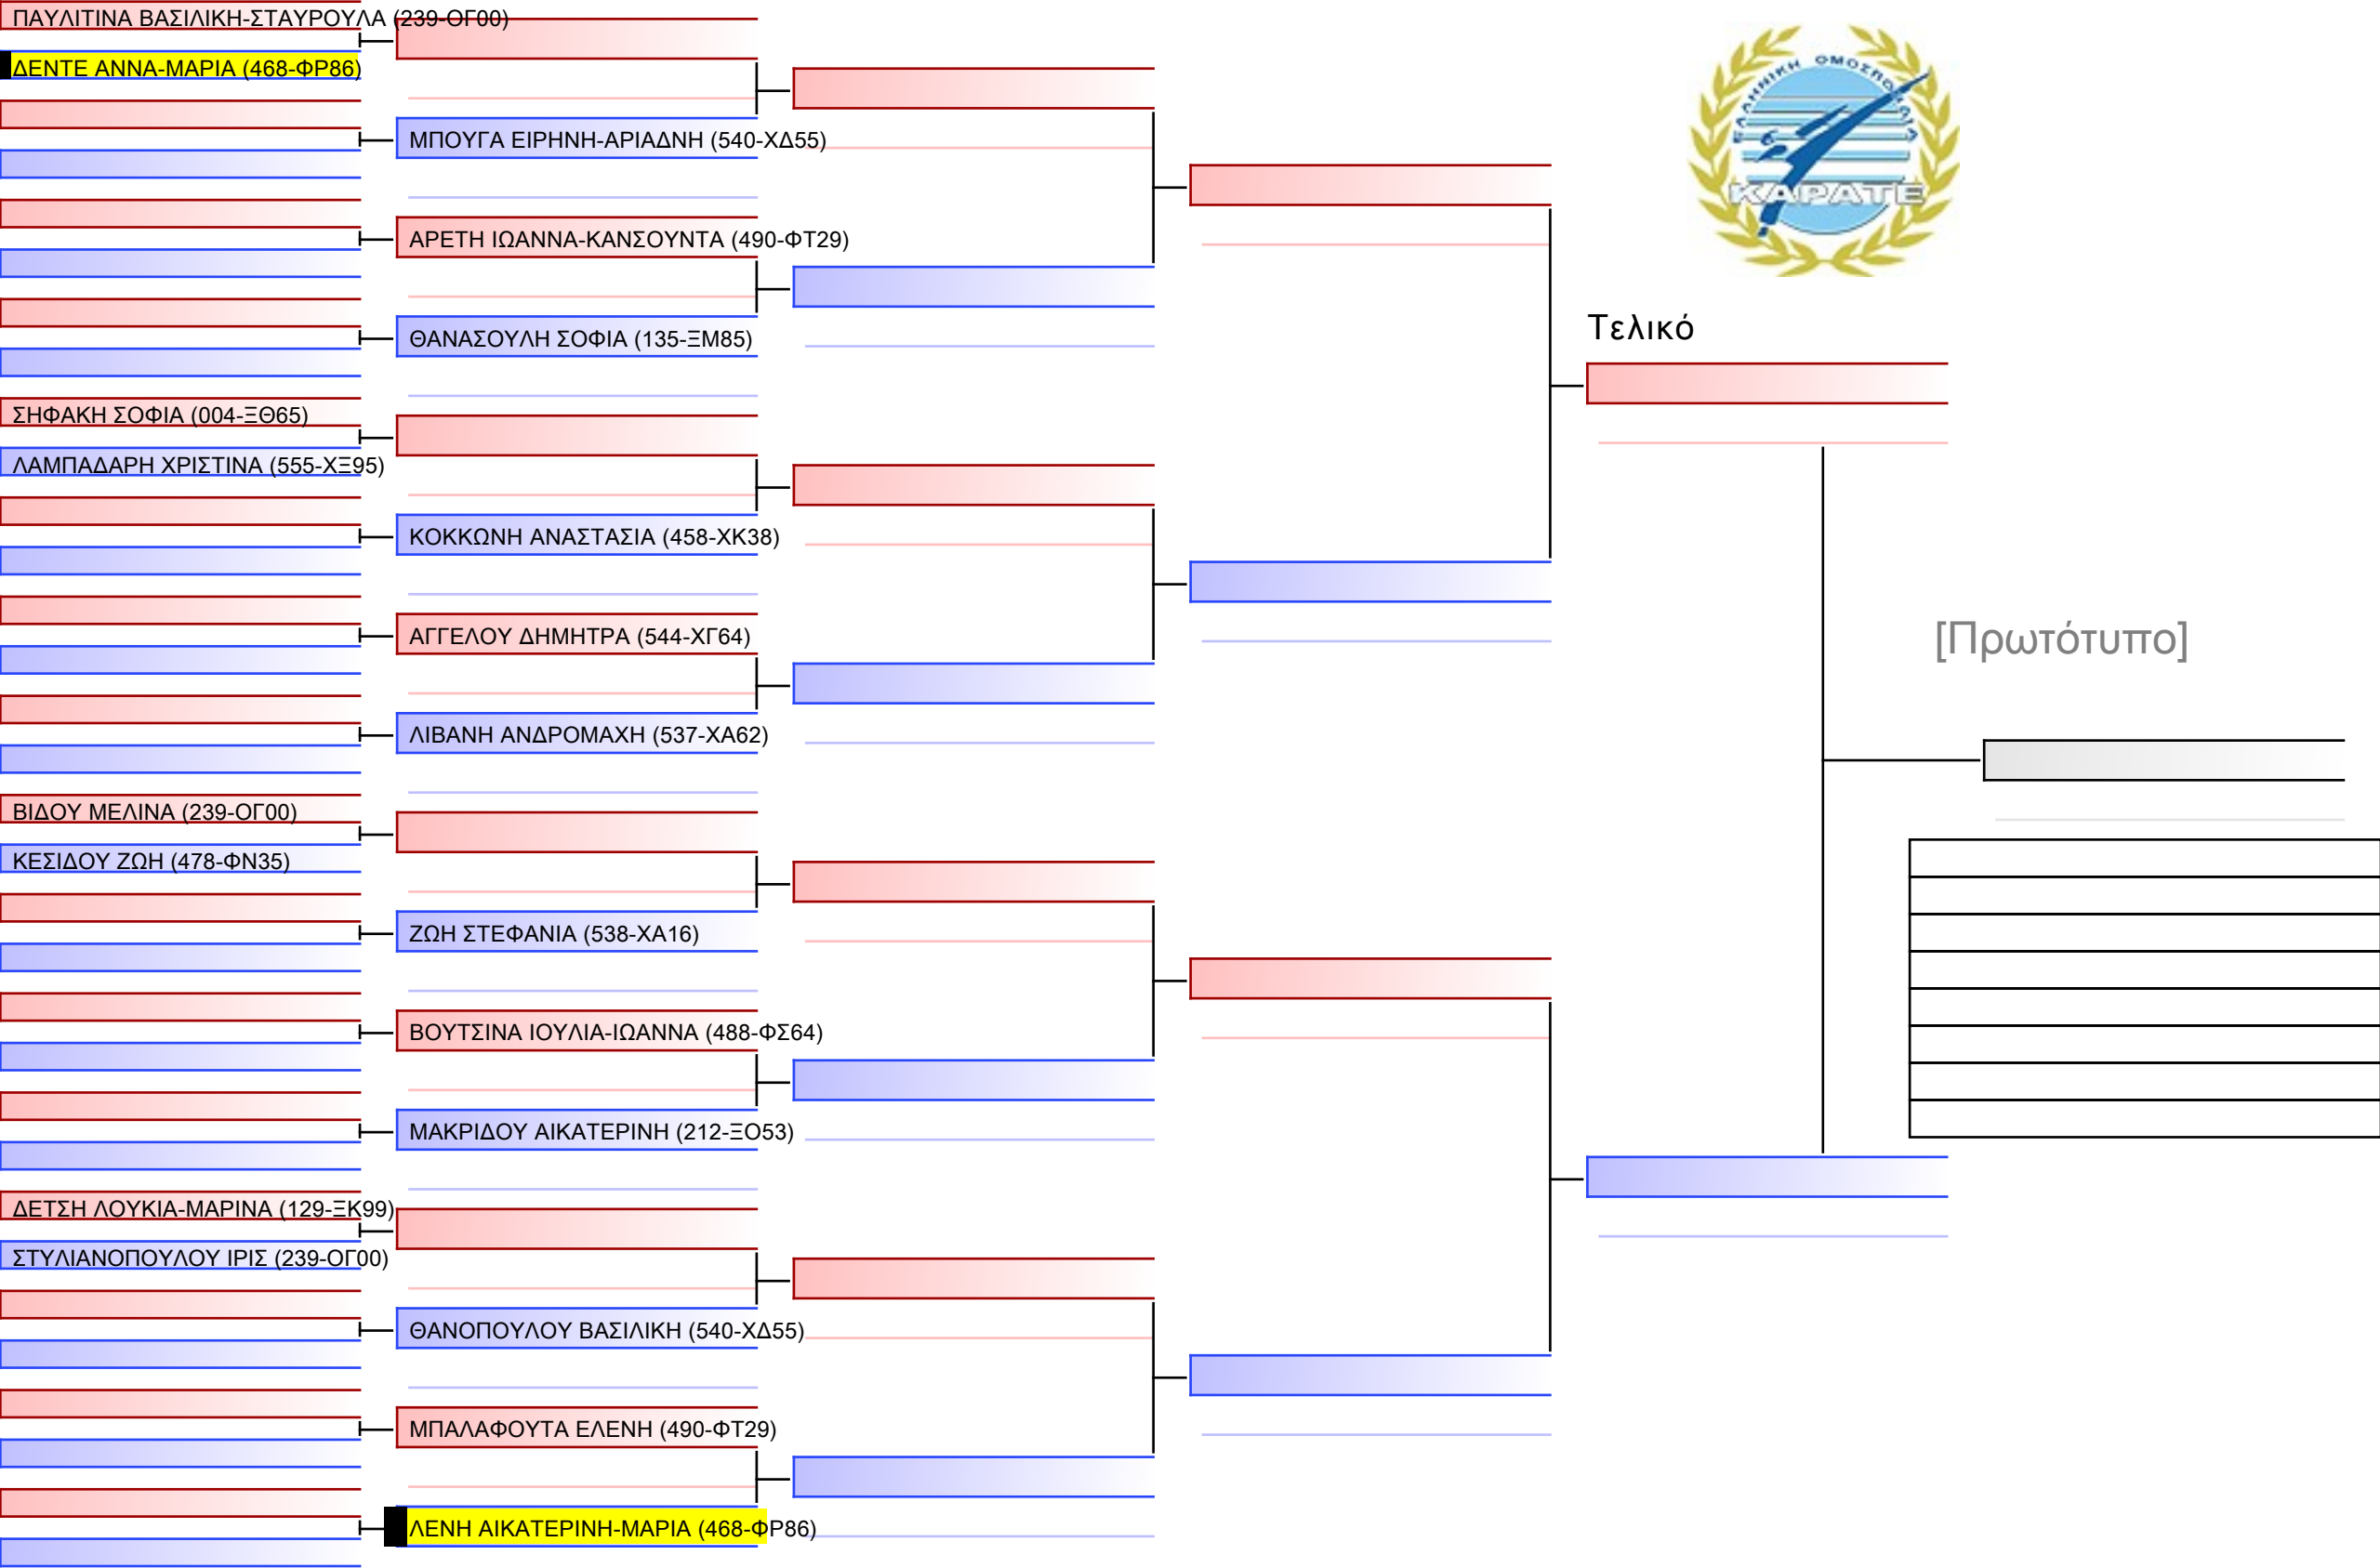 ΠΑΥΛΙΤΙΝΑ ΒΑΣΙΛΙΚΗ-ΣΤΑΥΡΟΥΛΑ (239-ΟΓ00)
ΔΕΝΤΕ ΑΝΝΑ-ΜΑΡΙΑ (468-ΦΡ86)
ΣΗΦΑΚΗ ΣΟΦΙΑ (004-ΞΘ65)
ΛΑΜΠΑΔΑΡΗ ΧΡΙΣΤΙΝΑ (555-ΧΞ95)
ΒΙΔΟΥ ΜΕΛΙΝΑ (239-ΟΓ00)
ΚΕΣΙΔΟΥ ΖΩΗ (478-ΦΝ35)
ΔΕΤΣΗ ΛΟΥΚΙΑ-ΜΑΡΙΝΑ (129-ΞΚ99)
ΣΤΥΛΙΑΝΟΠΟΥΛΟΥ ΙΡΙΣ (239-ΟΓ00)
ΜΠΟΥΓΑ ΕΙΡΗΝΗ-ΑΡΙΑΔΝΗ (540-ΧΔ55)
ΑΡΕΤΗ ΙΩΑΝΝΑ-ΚΑΝΣΟΥΝΤΑ (490-ΦΤ29)
ΘΑΝΑΣΟΥΛΗ ΣΟΦΙΑ (135-ΞΜ85)
ΚΟΚΚΩΝΗ ΑΝΑΣΤΑΣΙΑ (458-ΧΚ38)
ΑΓΓΕΛΟΥ ΔΗΜΗΤΡΑ (544-ΧΓ64)
ΛΙΒΑΝΗ ΑΝΔΡΟΜΑΧΗ (537-ΧΑ62)
ΖΩΗ ΣΤΕΦΑΝΙΑ (538-ΧΑ16)
ΒΟΥΤΣΙΝΑ ΙΟΥΛΙΑ-ΙΩΑΝΝΑ (488-ΦΣ64)
ΜΑΚΡΙΔΟΥ ΑΙΚΑΤΕΡΙΝΗ (212-ΞΟ53)
ΘΑΝΟΠΟΥΛΟΥ ΒΑΣΙΛΙΚΗ (540-ΧΔ55)
ΜΠΑΛΑΦΟΥΤΑ ΕΛΕΝΗ (490-ΦΤ29)
ΛΕΝΗ ΑΙΚΑΤΕΡΙΝΗ-ΜΑΡΙΑ (468-ΦΡ86)
ΕΛΛΗΝΙΚΗ ΟΜΟΣΠΟΝΔΙΑ
ΚΑΡΑΤΕ
Τελικό
[Πρωτότυπο]